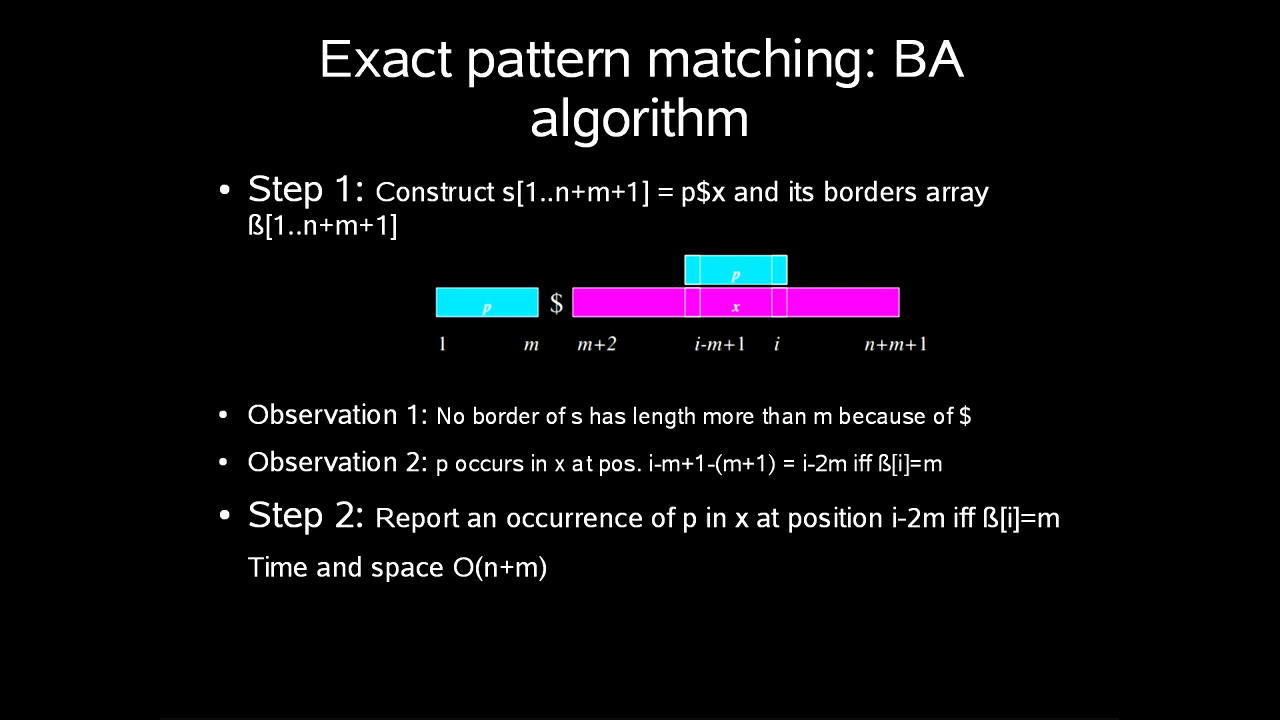 Exact pattern matching: BA
algorithm
• Step 1: Construct s[1..n+m+1] = p$x and its borders array
ß[1..n+m+1]
p
p $ x
1 m m+2 i-m+1 i n+m+1
• Observation 1: No border of s has length more than m because of $
• Observation 2: p occurs in x at pos. i-m+1-(m+1) = i-2m iff ß[i]=m
• Step 2: Report an occurrence of p in x at position i-2m iff ß[i]=m
Time and space O(n+m)